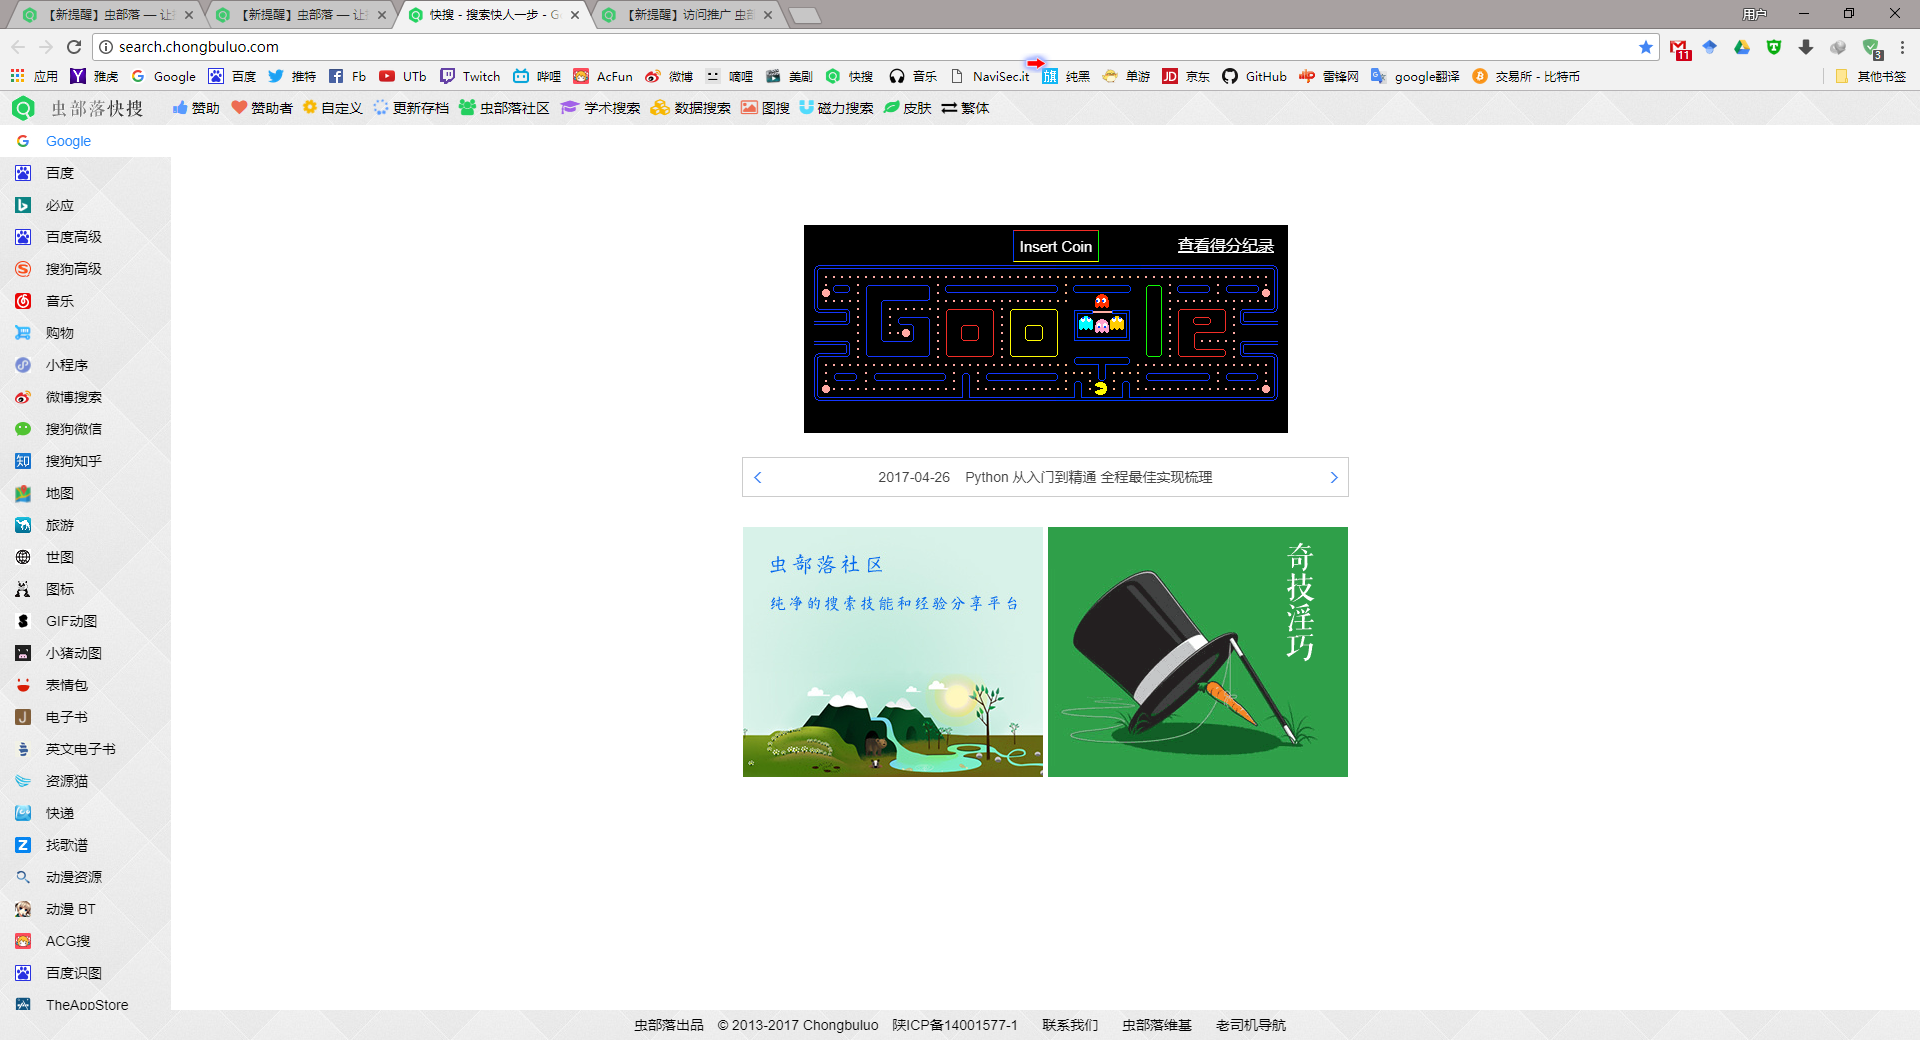 【新提醒】虫部落 — 让
【新提醒】虫部落 — 让
快搜 - 搜索快人一步 - G
【新提醒】访问推广 虫部
用户
search.chongbuluo.com
11
3
应用 雅虎 Google 百度 推特 Fb UTb Twitch 哔哩 AcFun 微博 嘀哩 美剧 快搜 音乐 NaviSec.it 旗 纯黑 单游 JD 京东 GitHub 雷锋网 google翻译 交易所 - 比特币 其他书签
虫部落快搜 赞助 赞助者 自定义 更新存档 虫部落社区 学术搜索 数据搜索 图搜 磁力搜索 皮肤 繁体
Google
百度
必应
百度高级
搜狗高级
音乐
购物
小程序
微博搜索
搜狗微信
知 搜狗知乎
地图
旅游
世图
图标
GIF动图
小猪动图
表情包
J 电子书
英文电子书
资源猫
快递
Z 找歌谱
动漫资源
动漫 BT
ACG搜
百度识图
TheAppStore
Insert Coin
查看得分纪录
2017-04-26 Python 从入门到精通 全程最佳实现梳理
虫部落社区
纯净的搜索技能和经验分享平台
奇技淫巧
虫部落出品 © 2013-2017 Chongbuluo 陕ICP备14001577-1 联系我们 虫部落维基 老司机导航